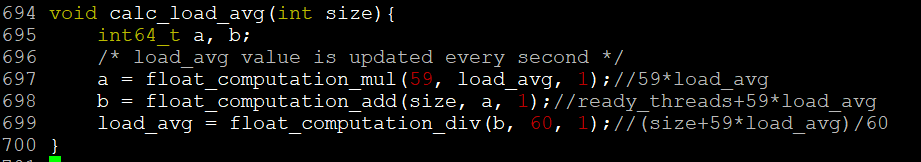 694 void calc_load_avg(int size){
695     int64_t a, b;
696     /* load_avg value is updated every second */
697     a = float_computation_mul(59, load_avg, 1);//59*load_avg
698     b = float_computation_add(size, a, 1);//ready_threads+59*load_avg
699     load_avg = float_computation_div(b, 60, 1);//(size+59*load_avg)/60
700 }